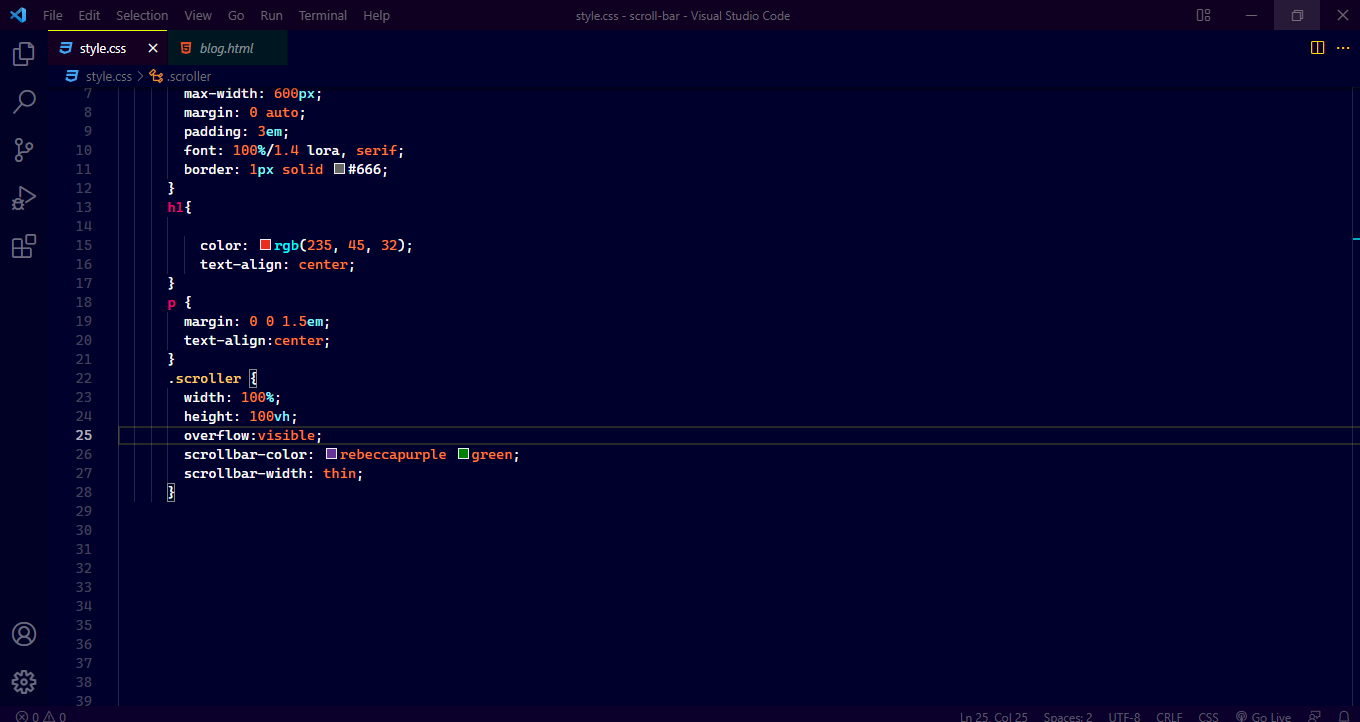 File Edit Selection View Go Run Terminal Help style.css - scroll-bar - Visual Studio Code
style.css blog.html
style.css > .scroller
7 max-width: 600px;
8 margin: 0 auto;
9 padding: 3em;
10 font: 100%/1.4 lora, serif;
11 border: 1px solid #666;
12 }
13 h1{
14
15 color: rgb(235, 45, 32);
16 text-align: center;
17 }
18 p {
19 margin: 0 0 1.5em;
20 text-align:center;
21 }
22 .scroller {
23 width: 100%;
24 height: 100vh;
25 overflow:visible;
26 scrollbar-color: rebeccapurple green;
27 scrollbar-width: thin;
28 }
29
30
31
32
33
34
35
36
37
38
39
0 0 Ln 25, Col 25 Spaces: 2 UTF-8 CRLF CSS Go Live